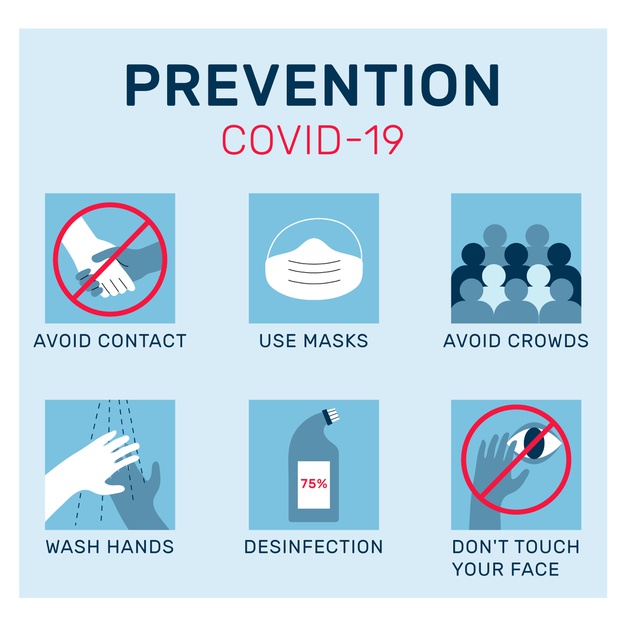 PREVENTION
COVID-19
AVOID CONTACT
USE MASKS
AVOID CROWDS
WASH HANDS
75%
DESINFECTION
DON'T TOUCH
YOUR FACE